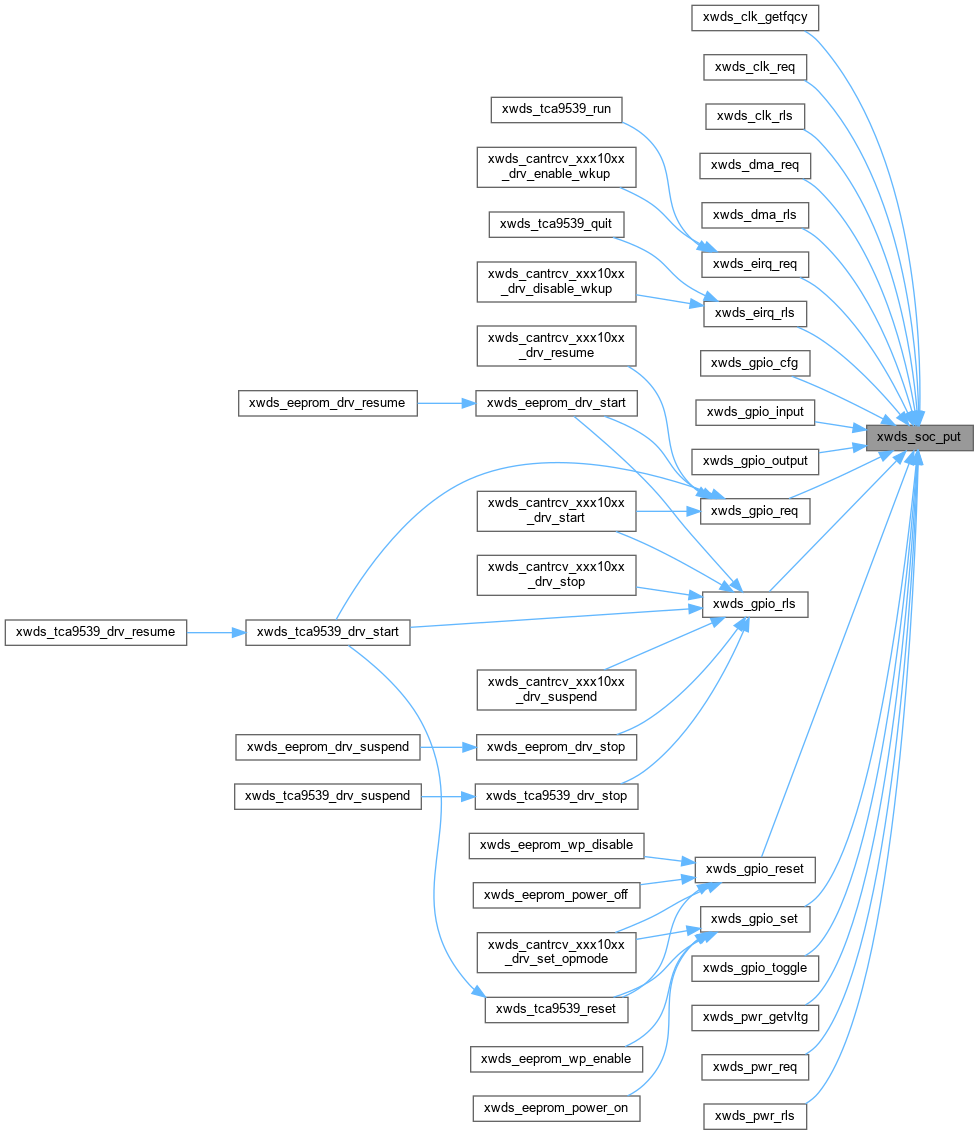 xwds_clk_getfqcy
xwds_clk_req
xwds_tca9539_run
xwds_clk_rls
xwds_cantrcv_xxx10xx
_drv_enable_wkup
xwds_dma_req
xwds_dma_rls
xwds_tca9539_quit
xwds_eirq_req
xwds_cantrcv_xxx10xx
_drv_disable_wkup
xwds_eirq_rls
xwds_cantrcv_xxx10xx
_drv_resume
xwds_gpio_cfg
xwds_eeprom_drv_resume
xwds_eeprom_drv_start
xwds_gpio_input
xwds_soc_put
xwds_gpio_output
xwds_cantrcv_xxx10xx
_drv_start
xwds_gpio_req
xwds_cantrcv_xxx10xx
_drv_stop
xwds_gpio_rls
xwds_tca9539_drv_resume
xwds_tca9539_drv_start
xwds_cantrcv_xxx10xx
_drv_suspend
xwds_eeprom_drv_suspend
xwds_eeprom_drv_stop
xwds_tca9539_drv_suspend
xwds_tca9539_drv_stop
xwds_eeprom_wp_disable
xwds_gpio_reset
xwds_eeprom_power_off
xwds_gpio_set
xwds_cantrcv_xxx10xx
_drv_set_opmode
xwds_gpio_toggle
xwds_tca9539_reset
xwds_pwr_getvltg
xwds_eeprom_wp_enable
xwds_pwr_req
xwds_eeprom_power_on
xwds_pwr_rls